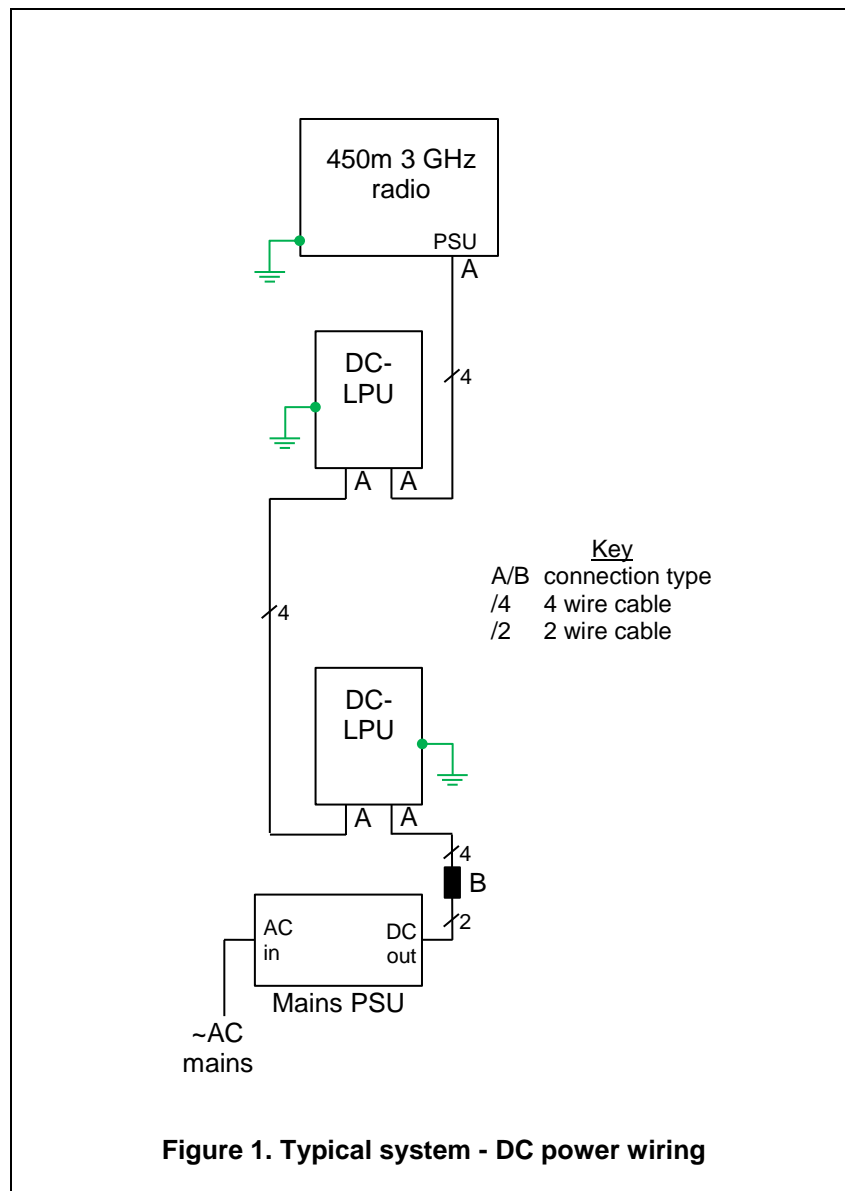 450m 3 GHz
radio
PSU
A
4
DC-
LPU
A A
Key
A/B connection type
/4 4 wire cable
/2 2 wire cable
4
DC-
LPU
A A
4
B
2
AC
in
DC
out
Mains PSU
~AC
mains
Figure 1. Typical system - DC power wiring